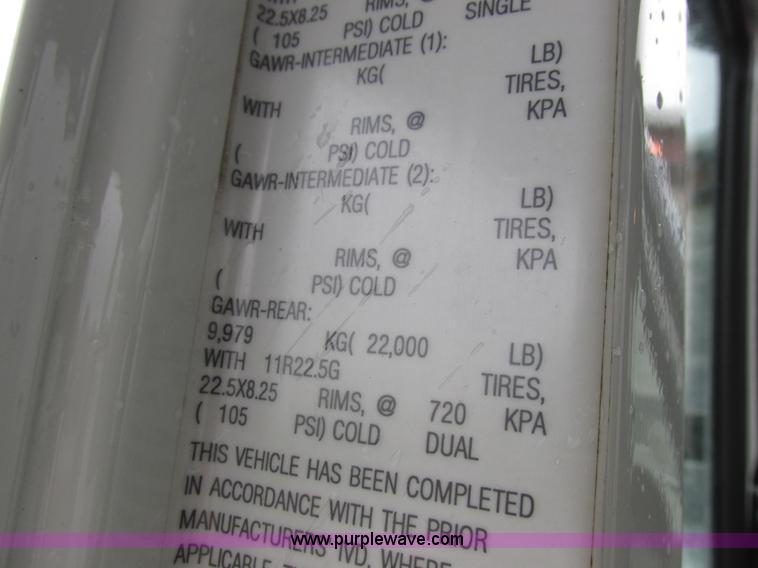 22.5X8.25 RIMS, @ SINGLE
( 105 PSI) COLD
GAWR-INTERMEDIATE (1):
KG( LB)
WITH TIRES,
RIMS, @ KPA
( PSI) COLD
GAWR-INTERMEDIATE (2):
KG( LB)
WITH TIRES,
RIMS, @ KPA
( PSI) COLD
GAWR-REAR:
9,979 KG( 22,000 LB)
WITH 11R22.5G TIRES,
22.5X8.25 RIMS, @ 720 KPA
( 105 PSI) COLD DUAL
THIS VEHICLE HAS BEEN COMPLETED
IN ACCORDANCE WITH THE PRIOR
MANUFACTURERS IVD, WHERE
APPLICABLE
www.purplewave.com